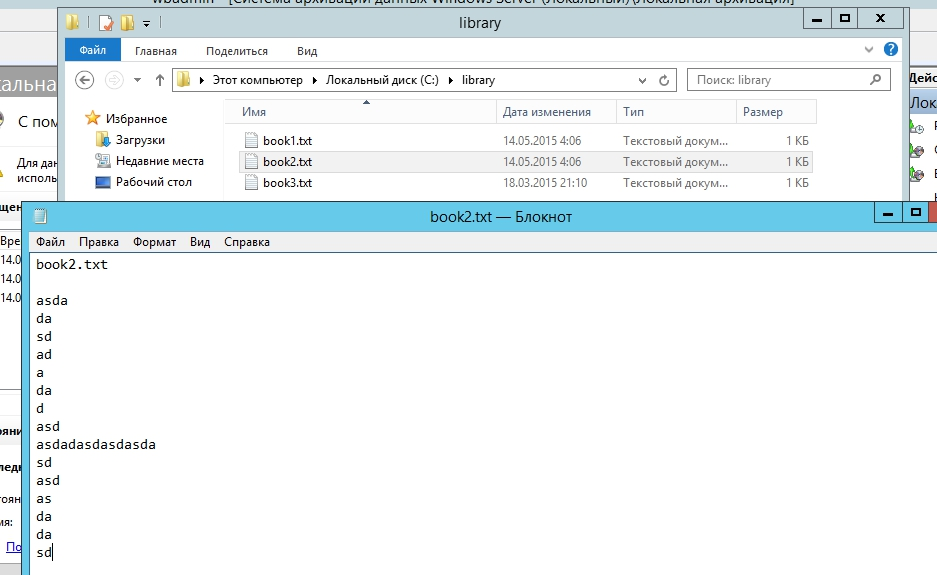 wbadmin - [Система архивации данных Windows Server (Локальный)\Локальная архивация]
library
Файл Главная Поделиться Вид
Этот компьютер Локальный диск (C:) library
Поиск: library
Избранное
Загрузки
Недавние места
Рабочий стол
Имя Дата изменения Тип Размер
book1.txt 14.05.2015 4:06 Текстовый докум... 1 КБ
book2.txt 14.05.2015 4:06 Текстовый докум... 1 КБ
book3.txt 18.03.2015 21:10 Текстовый докум... 1 КБ
кальна
С пом
Для дан
исполь
щен
Вре
14.0
14.0
14.0
яни
ледн
тоян
мя:
По
Дейс
Лок
book2.txt — Блокнот
Файл Правка Формат Вид Справка
book2.txt
asda
da
sd
ad
a
da
d
asd
asdadasdasdasda
sd
asd
as
da
da
sd